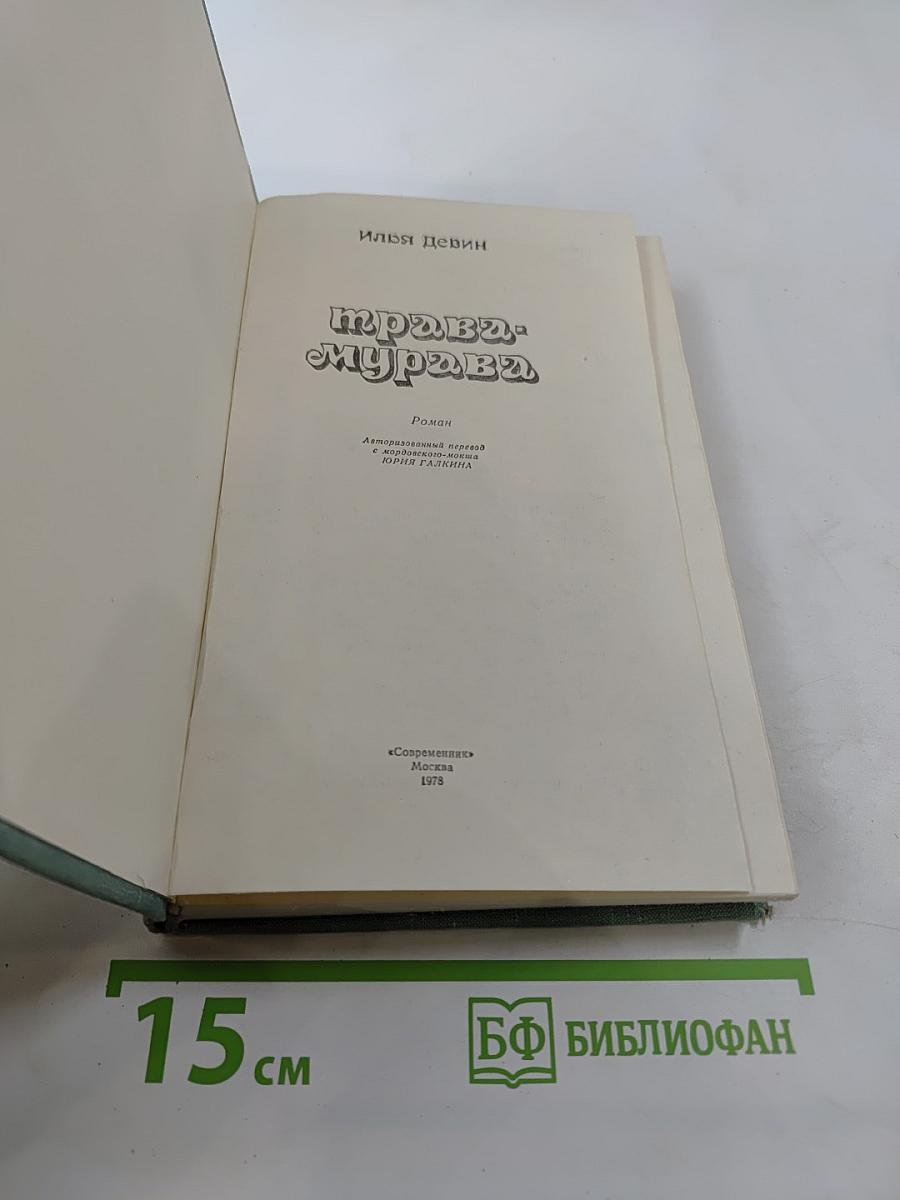 Илья Девин
трава-
мурава
Роман
Авторизованный перевод
с мордовского-мокша
ЮРИЯ ГАЛКИНА
«Современник»
Москва
1978
15 см
БФ БИБЛИОФАН